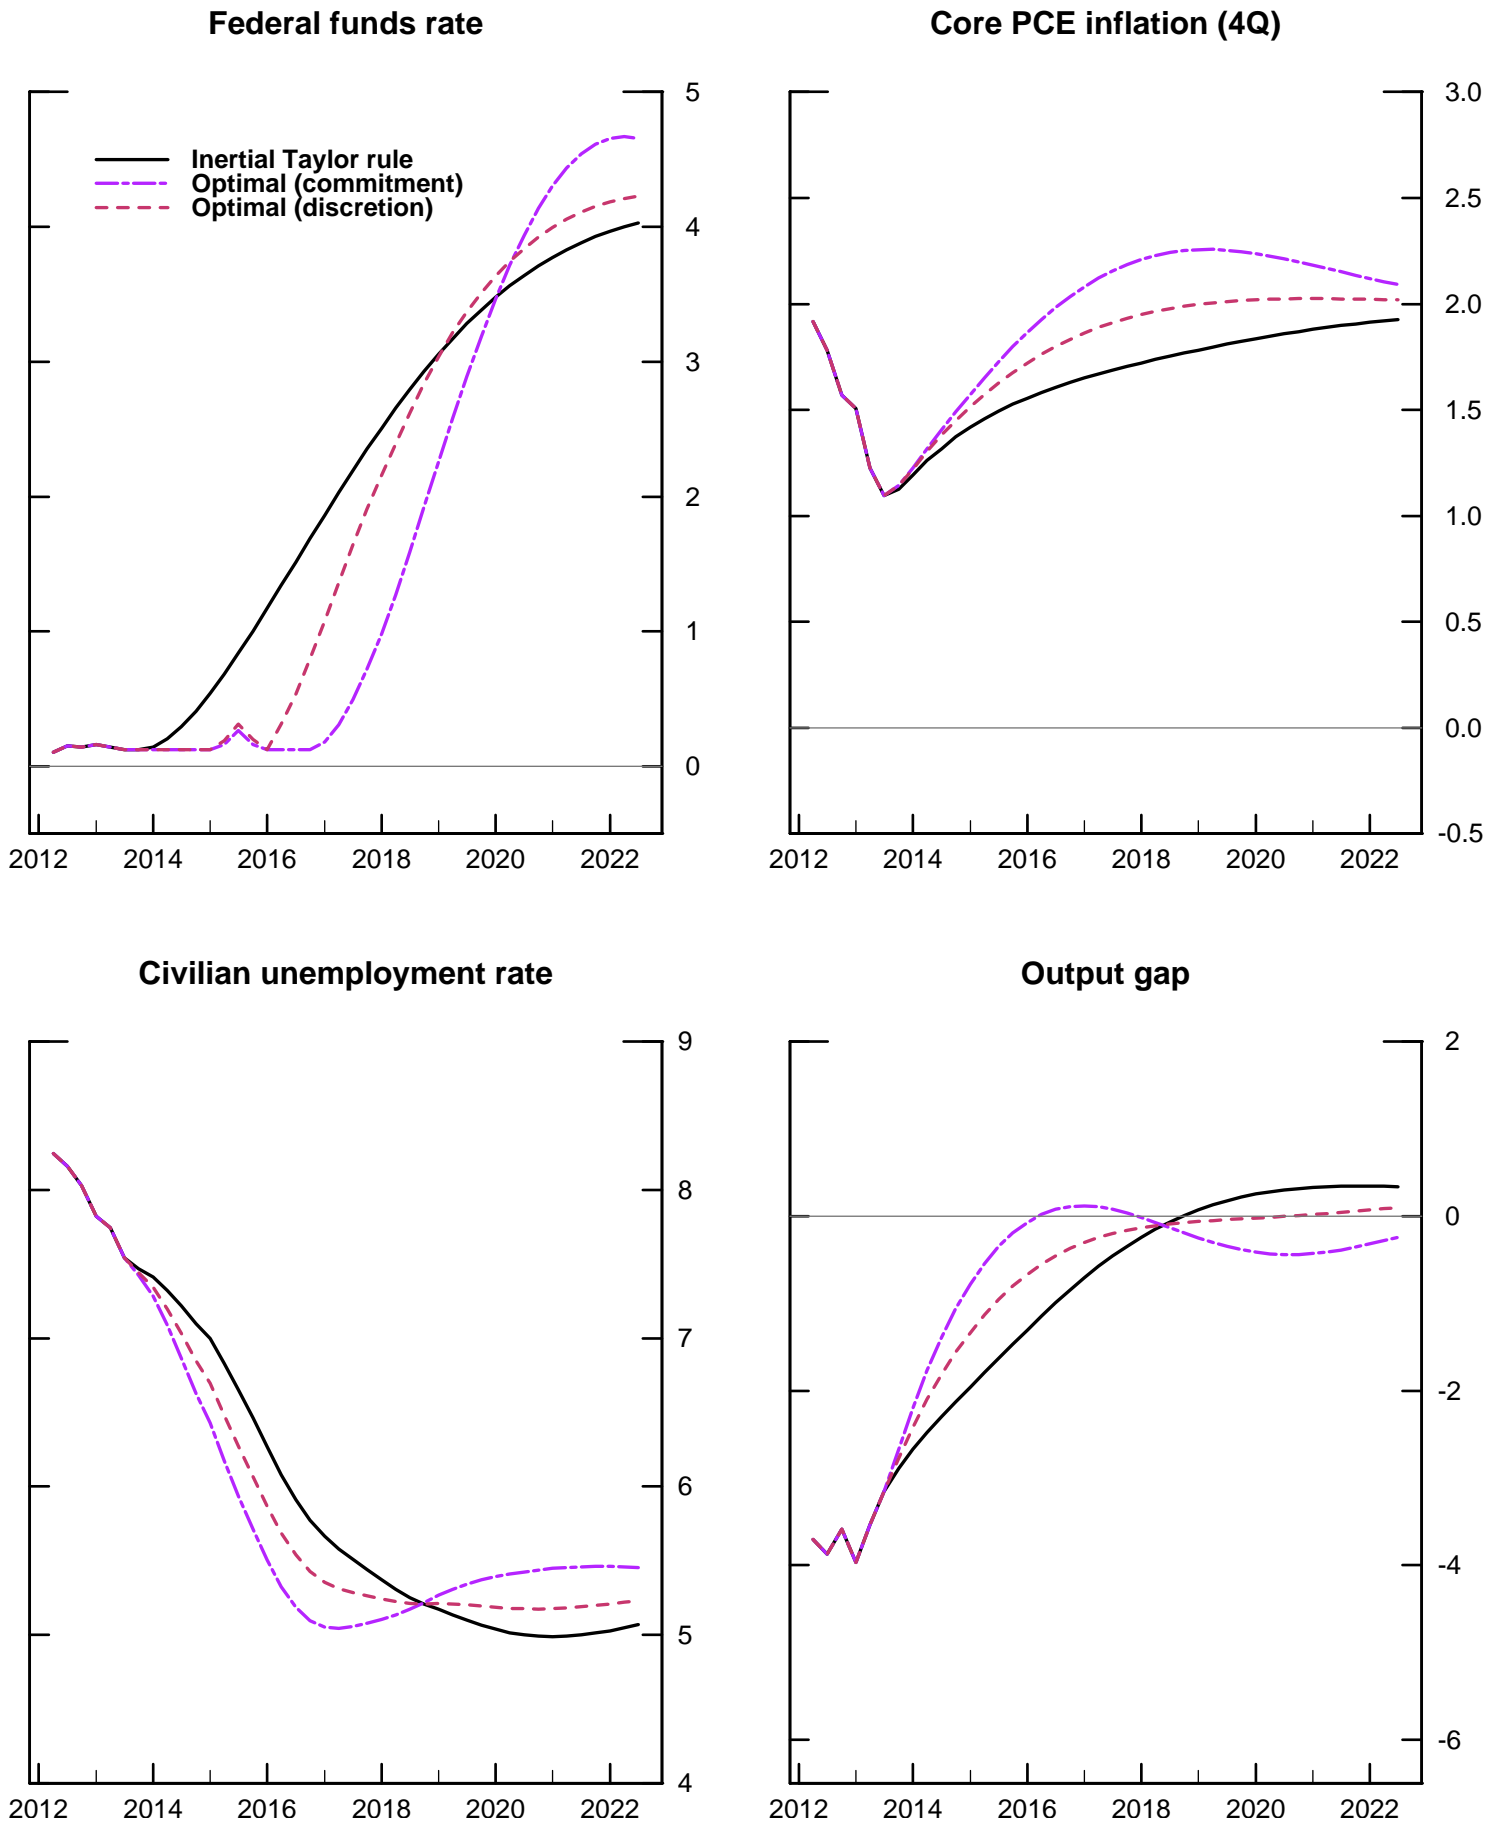 Federal funds rate
5
4
3
2
1
0
Inertial Taylor rule
Optimal (commitment)
Optimal (discretion)
2012 2014 2016 2018 2020 2022
Core PCE inflation (4Q)
3.0
2.5
2.0
1.5
1.0
0.5
0.0
-0.5
2012 2014 2016 2018 2020 2022
Civilian unemployment rate
9
8
7
6
5
4
2012 2014 2016 2018 2020 2022
Output gap
2
0
-2
-4
-6
2012 2014 2016 2018 2020 2022